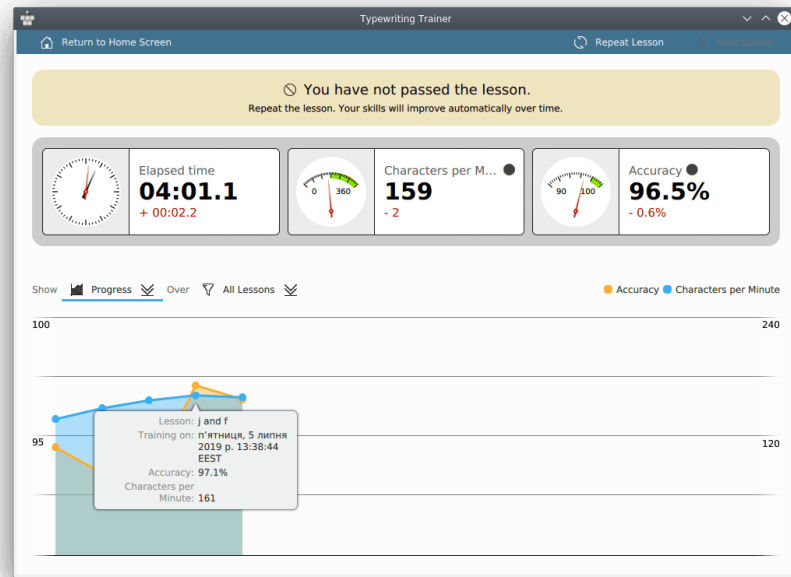 Typewriting Trainer
Return to Home Screen
Repeat Lesson
Next Lesson
You have not passed the lesson.
Repeat the lesson. Your skills will improve automatically over time.
Elapsed time
04:01.1
+ 00:02.2
0 360
Characters per M...
159
- 2
90 100
Accuracy
96.5%
- 0.6%
Show Progress Over All Lessons
Accuracy Characters per Minute
100 240
95 120
Lesson: j and f
Training on: п'ятниця, 5 липня
2019 р. 13:38:44
EEST
Accuracy: 97.1%
Characters per
Minute: 161